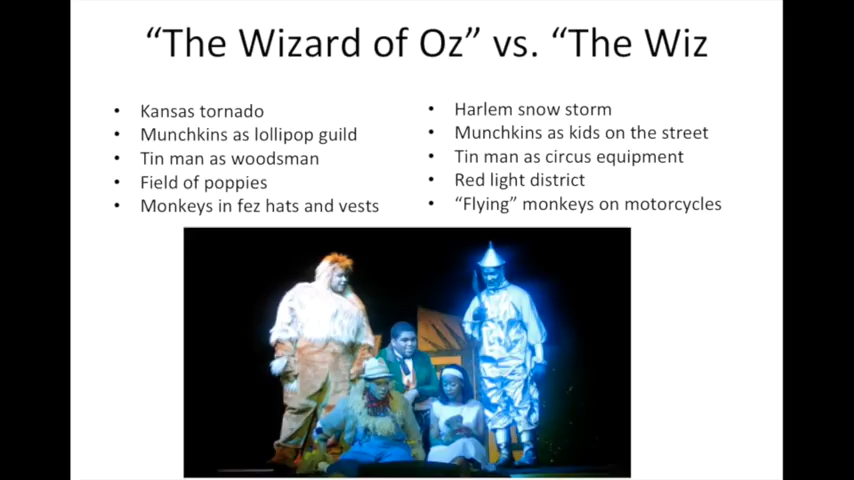 “The Wizard of Oz” vs. “The Wiz
• Kansas tornado
• Munchkins as lollipop guild
• Tin man as woodsman
• Field of poppies
• Monkeys in fez hats and vests
• Harlem snow storm
• Munchkins as kids on the street
• Tin man as circus equipment
• Red light district
• “Flying” monkeys on motorcycles